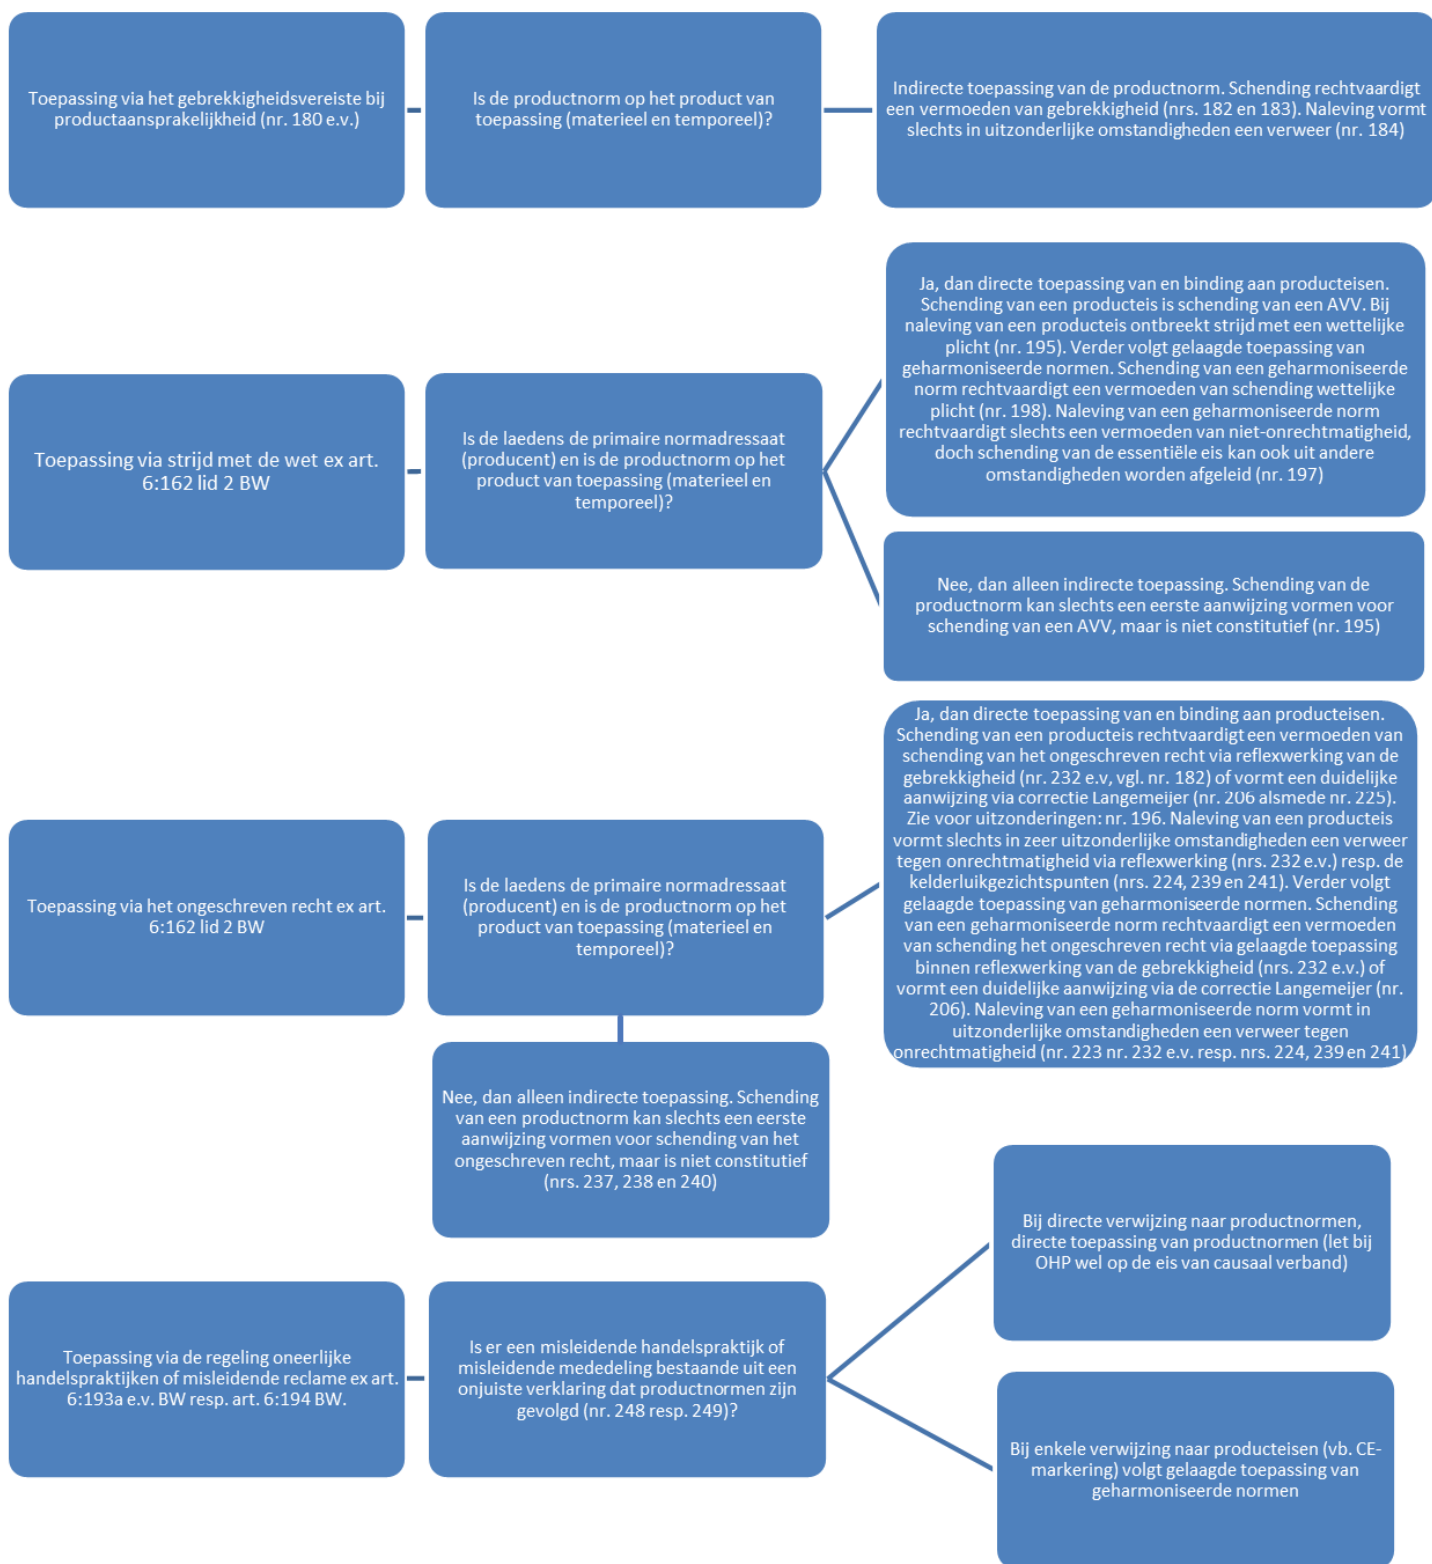 Toepassing via het gebrekkigheidsvereiste bij
productaansprakelijkheid (nr. 180 e.v.)
Is de productnorm op het product van
toepassing (materieel en temporeel)?
Indirecte toepassing van de productnorm. Schending rechtvaardigt
een vermoeden van gebrekkigheid (nrs. 182 en 183). Naleving vormt
slechts in uitzonderlijke omstandigheden een verweer (nr. 184)
Toepassing via strijd met de wet ex art.
6:162 lid 2 BW
Is de laedens de primaire normadressaat
(producent) en is de productnorm op het
product van toepassing (materieel en
temporeel)?
Ja, dan directe toepassing van en binding aan producteisen.
Schending van een producteis is schending van een AVV. Bij
naleving van een producteis ontbreekt strijd met een wettelijke
plicht (nr. 195). Verder volgt gelaagde toepassing van
geharmoniseerde normen. Schending van een geharmoniseerde
norm rechtvaardigt een vermoeden van schending wettelijke
plicht (nr. 198). Naleving van een geharmoniseerde norm
rechtvaardigt slechts een vermoeden van niet-onrechtmatigheid,
doch schending van de essentiële eis kan ook uit andere
omstandigheden worden afgeleid (nr. 197)
Nee, dan alleen indirecte toepassing. Schending van de
productnorm kan slechts een eerste aanwijzing vormen voor
schending van een AVV, maar is niet constitutief (nr. 195)
Toepassing via het ongeschreven recht ex art.
6:162 lid 2 BW
Is de laedens de primaire normadressaat
(producent) en is de productnorm op het
product van toepassing (materieel en
temporeel)?
Ja, dan directe toepassing van en binding aan producteisen.
Schending van een producteis rechtvaardigt een vermoeden van
schending van het ongeschreven recht via reflexwerking van de
gebrekkigheid (nr. 232 e.v, vgl. nr. 182) of vormt een duidelijke
aanwijzing via correctie Langemeijer (nr. 206 alsmede nr. 225).
Zie voor uitzonderingen: nr. 196. Naleving van een producteis
vormt slechts in zeer uitzonderlijke omstandigheden een verweer
tegen onrechtmatigheid via reflexwerking (nrs. 232 e.v.) resp. de
kelderluikgezichtspunten (nrs. 224, 239 en 241). Verder volgt
gelaagde toepassing van geharmoniseerde normen. Schending
van een geharmoniseerde norm rechtvaardigt een vermoeden
van schending het ongeschreven recht via gelaagde toepassing
binnen reflexwerking van de gebrekkigheid (nrs. 232 e.v.) of
vormt een duidelijke aanwijzing via de correctie Langemeijer (nr.
206). Naleving van een geharmoniseerde norm vormt in
uitzonderlijke omstandigheden een verweer tegen
onrechtmatigheid (nr. 223 nr. 232 e.v. resp. nrs. 224, 239 en 241)
Nee, dan alleen indirecte toepassing. Schending
van een productnorm kan slechts een eerste
aanwijzing vormen voor schending van het
ongeschreven recht, maar is niet constitutief
(nrs. 237, 238 en 240)
Toepassing via de regeling oneerlijke
handelspraktijken of misleidende reclame ex art.
6:193a e.v. BW resp. art. 6:194 BW.
Is er een misleidende handelspraktijk of
misleidende mededeling bestaande uit een
onjuiste verklaring dat productnormen zijn
gevolgd (nr. 248 resp. 249)?
Bij directe verwijzing naar productnormen,
directe toepassing van productnormen (let bij
OHP wel op de eis van causaal verband)
Bij enkele verwijzing naar producteisen (vb. CE-
markering) volgt gelaagde toepassing van
geharmoniseerde normen